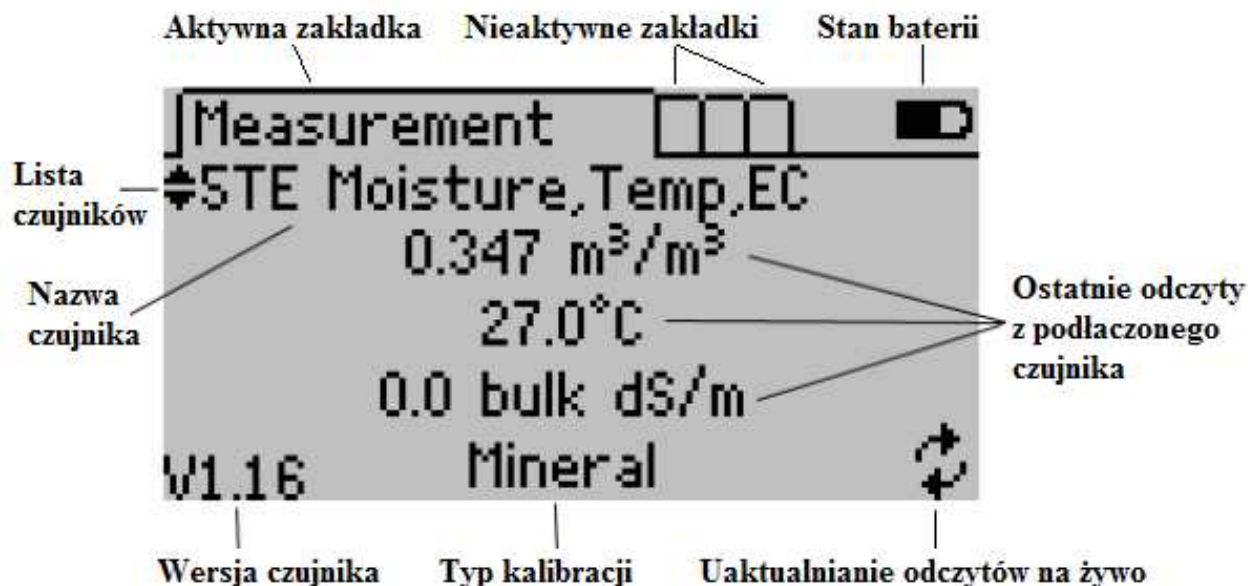 Aktywna zakładka Nieaktywne zakładki Stan baterii
Measurement
Lista
czujników
5TE Moisture,Temp,EC
0.347 m³/m³
Nazwa
czujnika
27.0°C
Ostatnie odczyty
z podłaczonego
czujnika
0.0 bulk dS/m
V1.16 Mineral
Wersja czujnika Typ kalibracji Uaktualnianie odczytów na żywo